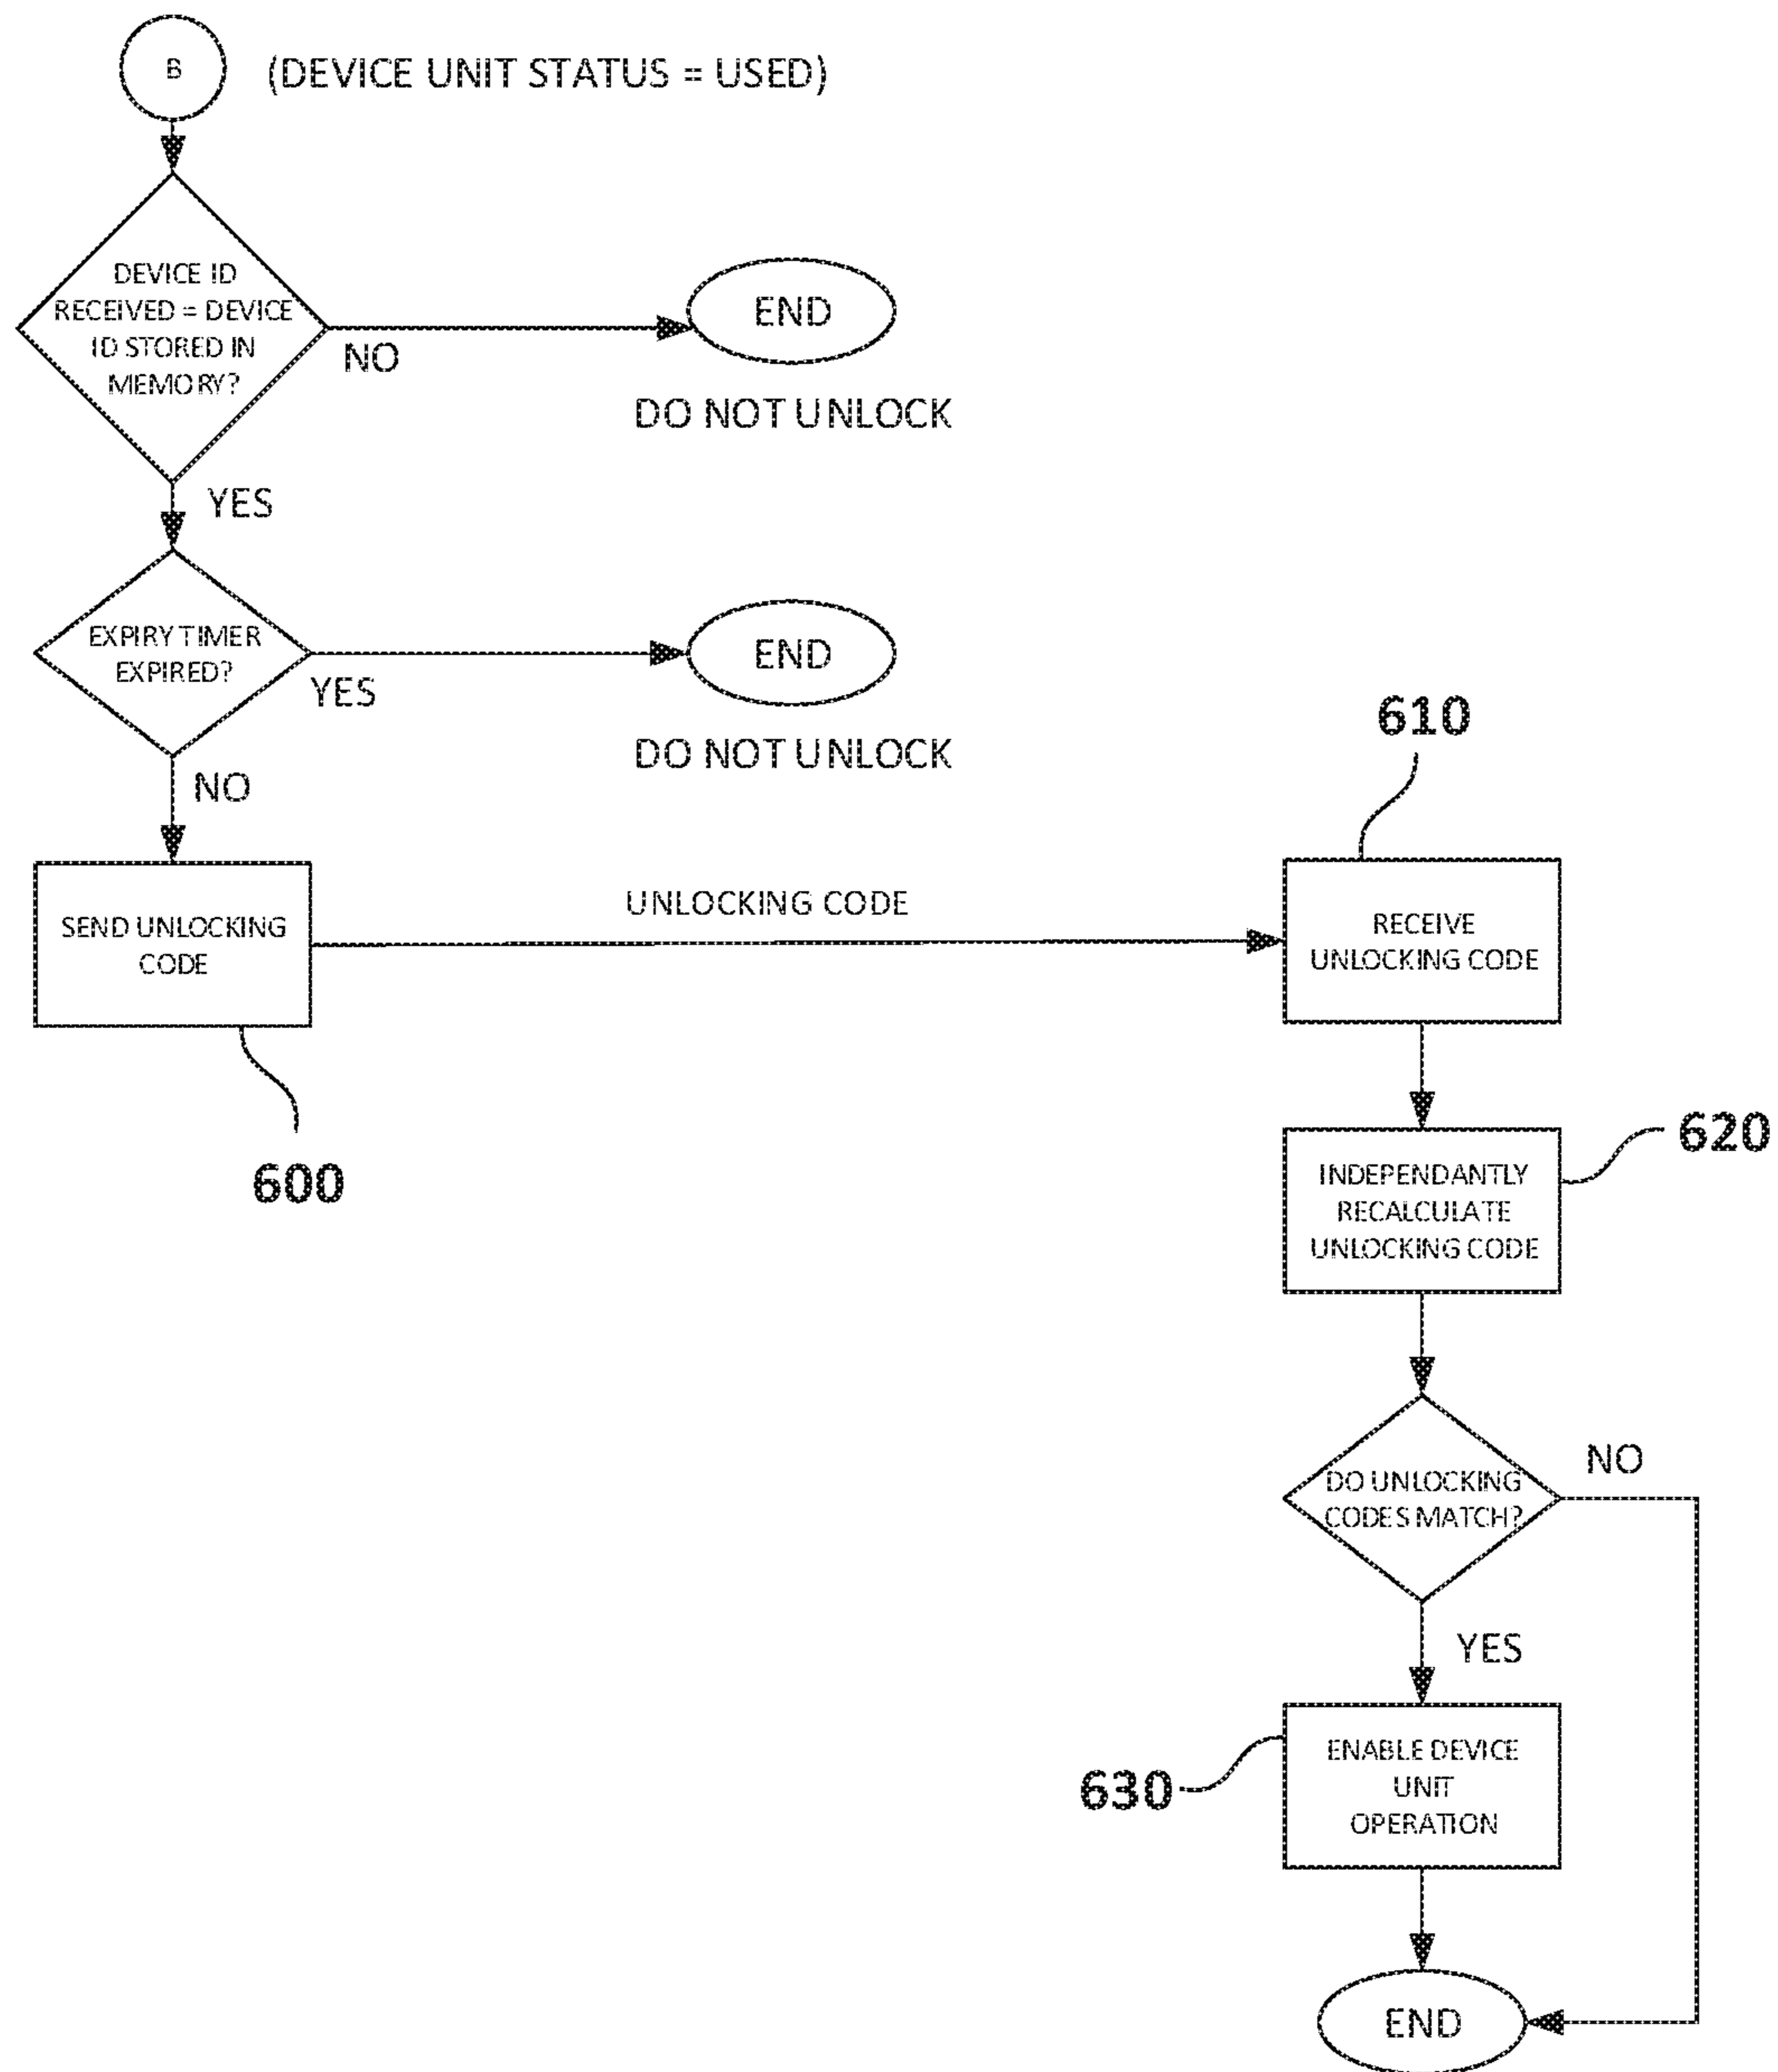 B
(DEVICE UNIT STATUS = USED)
DEVICE ID
RECEIVED = DEVICE
ID STORED IN
MEMORY?
NO
END
DO NOT UNLOCK
YES
EXPIRY TIMER
EXPIRED?
YES
END
DO NOT UNLOCK
NO
SEND UNLOCKING
CODE
600
UNLOCKING CODE
610
RECEIVE
UNLOCKING CODE
620
INDEPENDANTLY
RECALCULATE
UNLOCKING CODE
DO UNLOCKING
CODES MATCH?
NO
YES
630
ENABLE DEVICE
UNIT
OPERATION
END